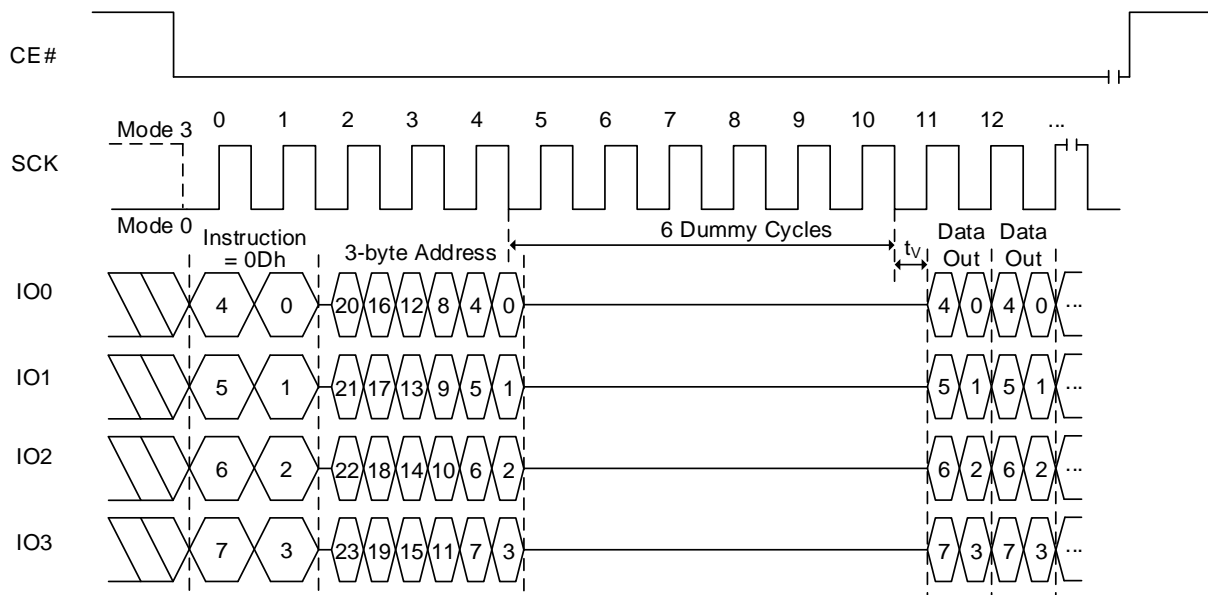 CE#
0 1 2 3 4 5 6 7 8 9 10 11 12 ...
Mode 3
SCK
Mode 0
Instruction
= 0Dh
3-byte Address
6 Dummy Cycles
tV
Data
Out
Data
Out
IO0 4 0 20 16 12 8 4 0 4 0 4 0 ...
IO1 5 1 21 17 13 9 5 1 5 1 5 1 ...
IO2 6 2 22 18 14 10 6 2 6 2 6 2 ...
IO3 7 3 23 19 15 11 7 3 7 3 7 3 ...